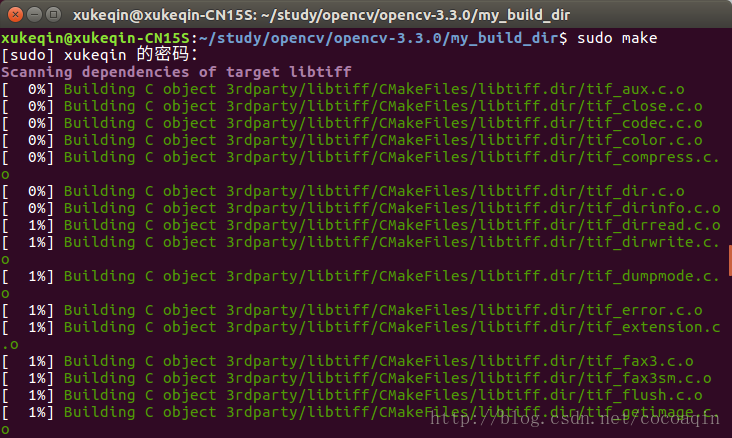 xukeqin@xukeqin-CN15S: ~/study/opencv/opencv-3.3.0/my_build_dir
xukeqin@xukeqin-CN15S:~/study/opencv/opencv-3.3.0/my_build_dir$ sudo make
[sudo] xukeqin 的密码：
Scanning dependencies of target libtiff
[  0%] Building C object 3rdparty/libtiff/CMakeFiles/libtiff.dir/tif_aux.c.o
[  0%] Building C object 3rdparty/libtiff/CMakeFiles/libtiff.dir/tif_close.c.o
[  0%] Building C object 3rdparty/libtiff/CMakeFiles/libtiff.dir/tif_codec.c.o
[  0%] Building C object 3rdparty/libtiff/CMakeFiles/libtiff.dir/tif_color.c.o
[  0%] Building C object 3rdparty/libtiff/CMakeFiles/libtiff.dir/tif_compress.c.
o
[  0%] Building C object 3rdparty/libtiff/CMakeFiles/libtiff.dir/tif_dir.c.o
[  0%] Building C object 3rdparty/libtiff/CMakeFiles/libtiff.dir/tif_dirinfo.c.o
[  1%] Building C object 3rdparty/libtiff/CMakeFiles/libtiff.dir/tif_dirread.c.o
[  1%] Building C object 3rdparty/libtiff/CMakeFiles/libtiff.dir/tif_dirwrite.c.
o
[  1%] Building C object 3rdparty/libtiff/CMakeFiles/libtiff.dir/tif_dumpmode.c.
o
[  1%] Building C object 3rdparty/libtiff/CMakeFiles/libtiff.dir/tif_error.c.o
[  1%] Building C object 3rdparty/libtiff/CMakeFiles/libtiff.dir/tif_extension.c
.o
[  1%] Building C object 3rdparty/libtiff/CMakeFiles/libtiff.dir/tif_fax3.c.o
[  1%] Building C object 3rdparty/libtiff/CMakeFiles/libtiff.dir/tif_fax3sm.c.o
[  1%] Building C object 3rdparty/libtiff/CMakeFiles/libtiff.dir/tif_flush.c.o
[  1%] Building C object 3rdparty/libtiff/CMakeFiles/libtiff.dir/tif_getimage.c.
o
http://blog.csdn.net/cocoaqin